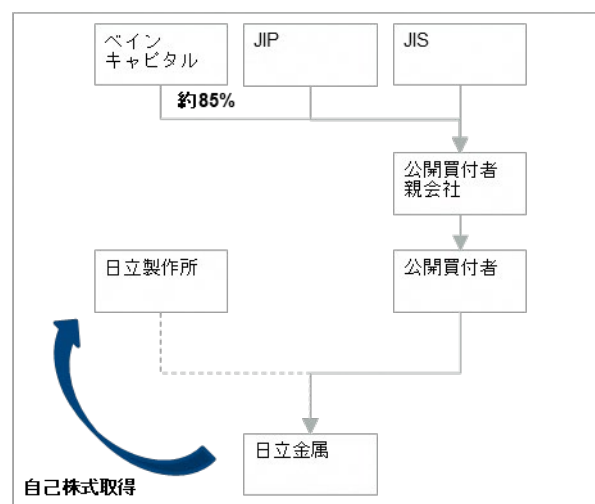 ベイン
キャピタル
JIP
JIS
約85%
公開買付者
親会社
日立製作所
公開買付者
日立金属
自己株式取得